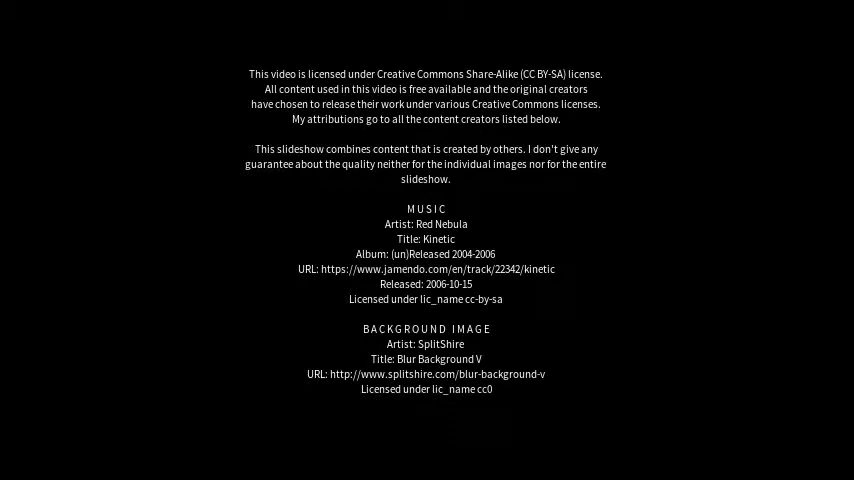 This video is licensed under Creative Commons Share-Alike (CC BY-SA) license.
All content used in this video is free available and the original creators
have chosen to release their work under various Creative Commons licenses.
My attributions go to all the content creators listed below.
This slideshow combines content that is created by others. I don't give any
guarantee about the quality neither for the individual images nor for the entire
slideshow.
MUSIC
Artist: Red Nebula
Title: Kinetic
Album: (un)Released 2004-2006
URL: https://www.jamendo.com/en/track/22342/kinetic
Released: 2006-10-15
Licensed under lic_name cc-by-sa
BACKGROUND IMAGE
Artist: SplitShire
Title: Blur Background V
URL: http://www.splitshire.com/blur-background-v
Licensed under lic_name cc0